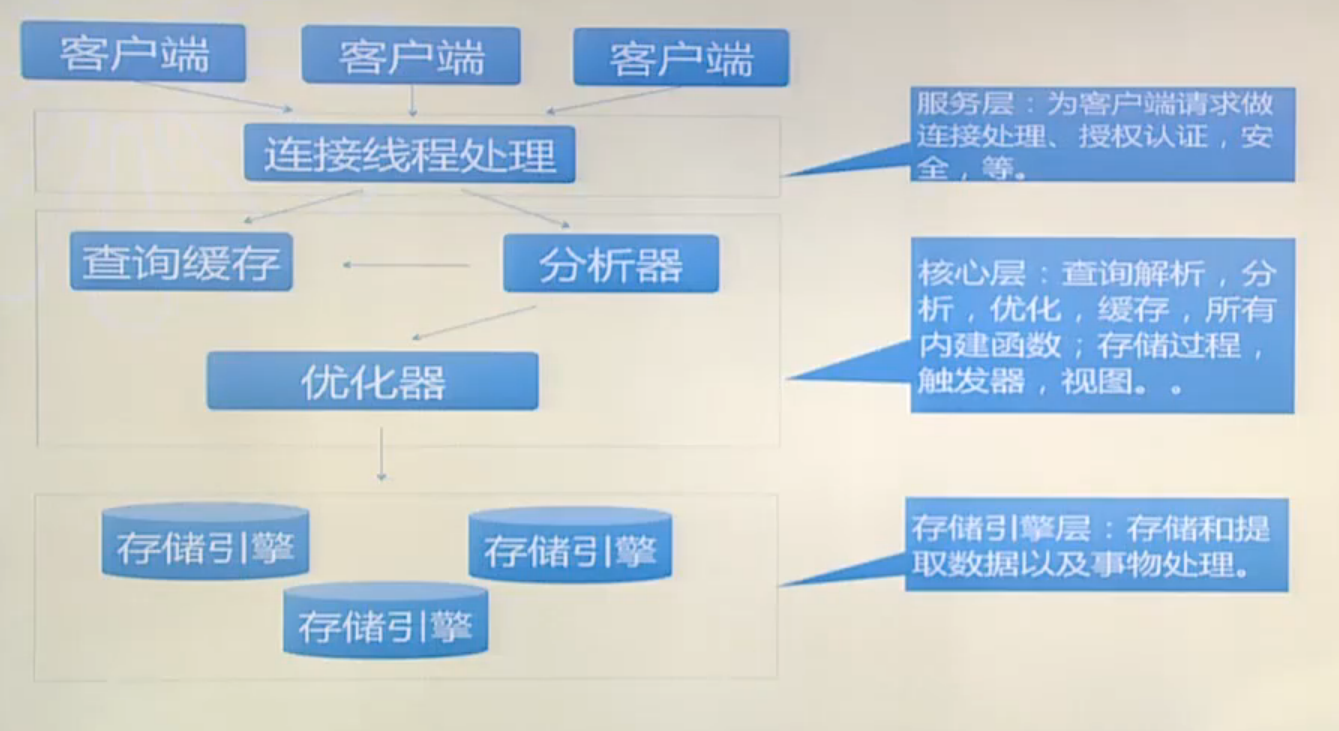 客户端
客户端
客户端
连接线程处理
服务层：为客户端请求做
连接处理、授权认证，安
全，等。
查询缓存
分析器
优化器
核心层：查询解析，分
析，优化，缓存，所有
内建函数；存储过程，
触发器，视图。。
存储引擎
存储引擎
存储引擎
存储引擎层：存储和提
取数据以及事物处理。